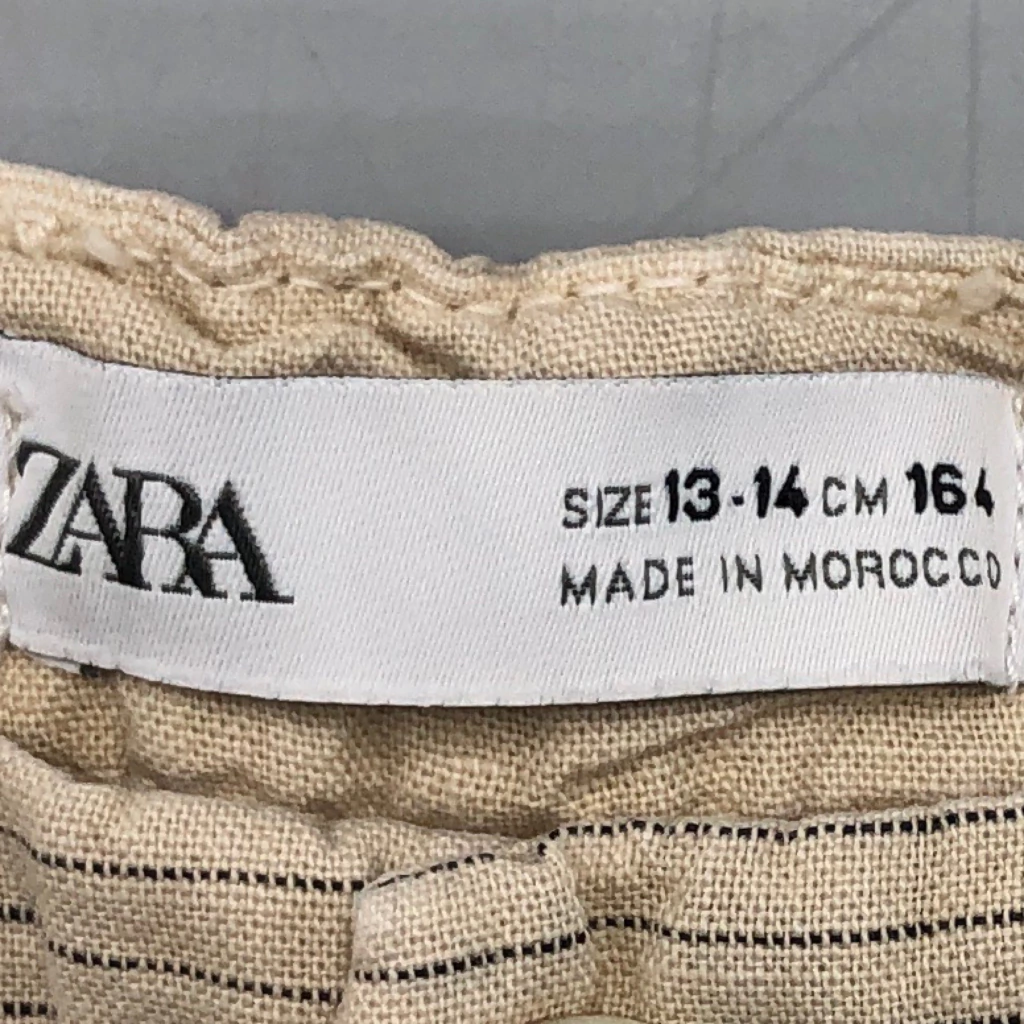 ZARA
SIZE 13-14 CM 164
MADE IN MOROCCO